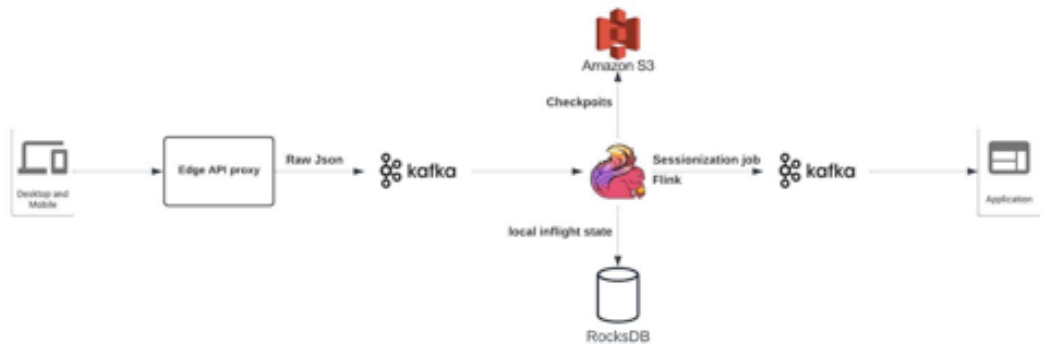 Amazon S3
Checkpoits
Desktop and
Mobile
Edge API proxy
Raw Json
kafka
Sessionization job
Flink
kafka
Application
local inflight state
RocksDB